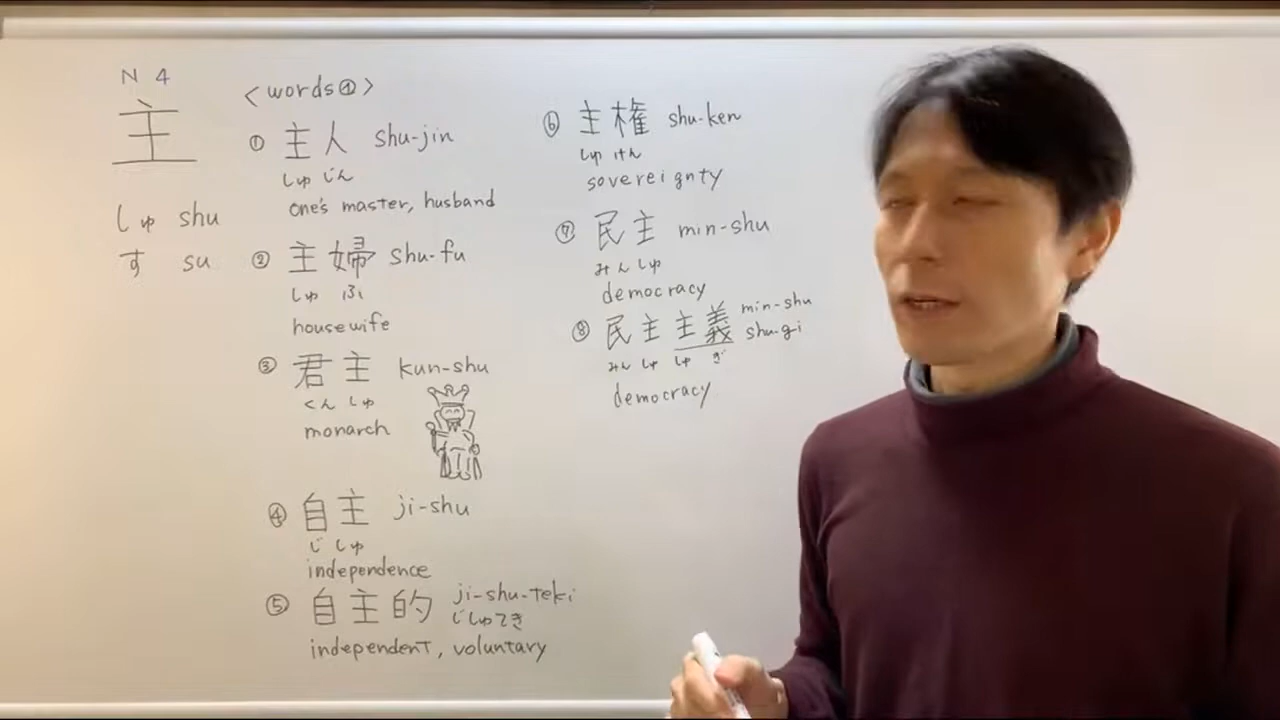 N 4
主
しゅ shu
す su
<words①>
① 主人 shu-jin
しゅ じん
one's master, husband
② 主婦 shu-fu
しゅ ふ
housewife
③ 君主 kun-shu
くん しゅ
monarch
④ 自主 ji-shu
じ しゅ
independence
⑤ 自主的 ji-shu-teki
じしゅてき
independent, voluntary
⑥ 主権 shu-ken
しゅ けん
sovereignty
⑦ 民主 min-shu
みん しゅ
democracy
⑧ 民主主義 min-shu
shu-gi
みん しゅ しゅ ぎ
democracy